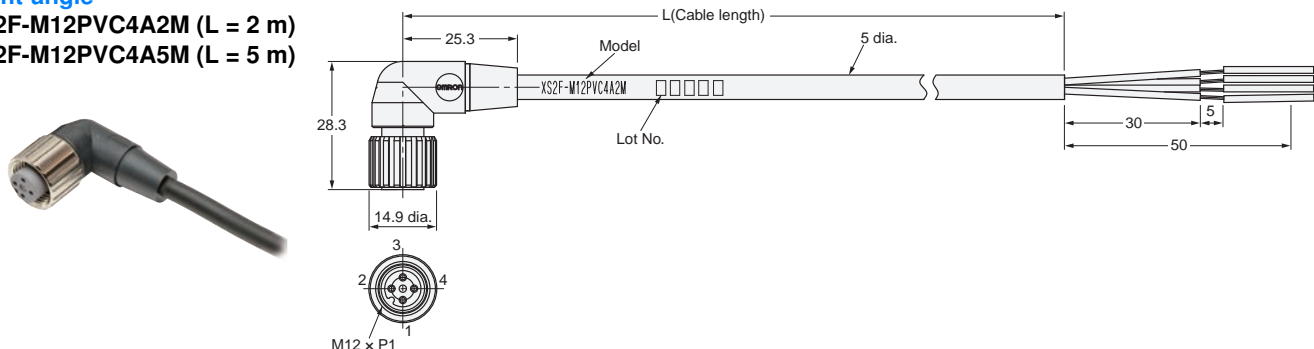 2F-M12PVC4A2M (L = 2 m)
2F-M12PVC4A5M (L = 5 m)
L(Cable length)
25.3
Model
5 dia.
OMRON
XS2F-M12PVC4A2M
28.3
Lot No.
30
5
50
14.9 dia.
3
2
4
1
M12 × P1